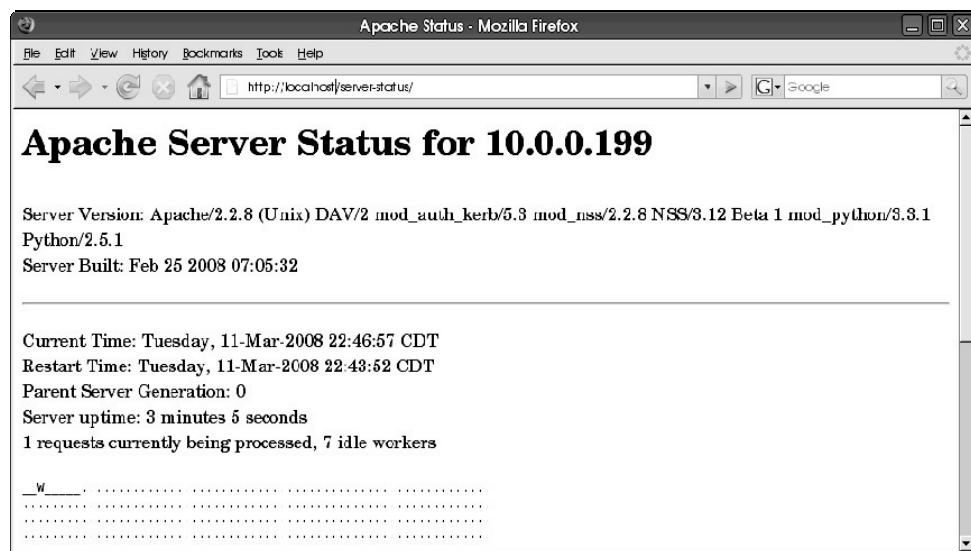 Apache Status - Mozilla Firefox
File Edit View History Bookmarks Tools Help
http://localhost/server-status/ G Google
Apache Server Status for 10.0.0.199
Server Version: Apache/2.2.8 (Unix) DAV/2 mod_auth_kerb/5.3 mod_nss/2.2.8 NSS/3.12 Beta 1 mod_python/3.3.1
Python/2.5.1
Server Built: Feb 25 2008 07:05:32
Current Time: Tuesday, 11-Mar-2008 22:46:57 CDT
Restart Time: Tuesday, 11-Mar-2008 22:43:52 CDT
Parent Server Generation: 0
Server uptime: 3 minutes 5 seconds
1 requests currently being processed, 7 idle workers
__W_____........................................................
................................................................
................................................................
................................................................